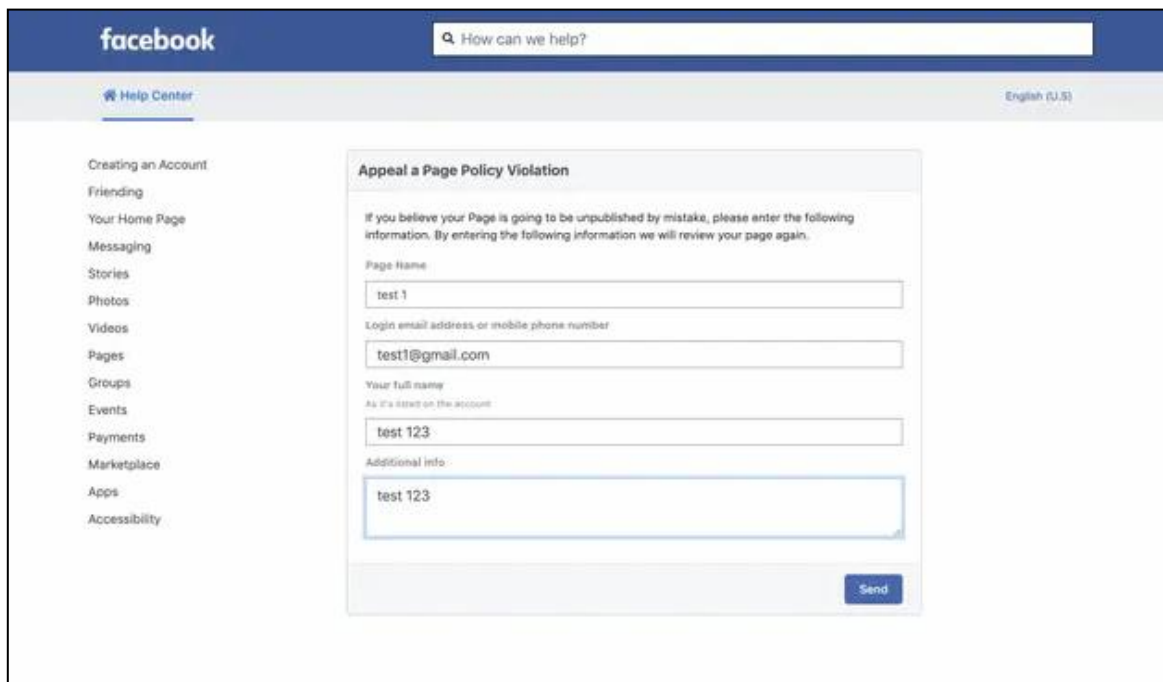 facebook
How can we help?
Help Center
English (U.S)
Creating an Account
Friending
Your Home Page
Messaging
Stories
Photos
Videos
Pages
Groups
Events
Payments
Marketplace
Apps
Accessibility
Appeal a Page Policy Violation
If you believe your Page is going to be unpublished by mistake, please enter the following
information. By entering the following information we will review your page again.
Page Name
test 1
Login email address or mobile phone number
test1@gmail.com
Your full name
As it's listed on the account
test 123
Additional info
test 123
Send